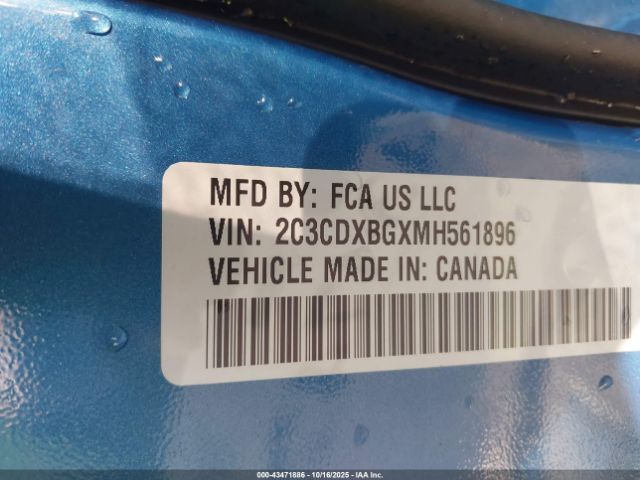 MFD BY: FCA US LLC
VIN: 2C3CDXBGXMH561896
VEHICLE MADE IN: CANADA
000-43471886 - 10/16/2025 - IAA Inc.